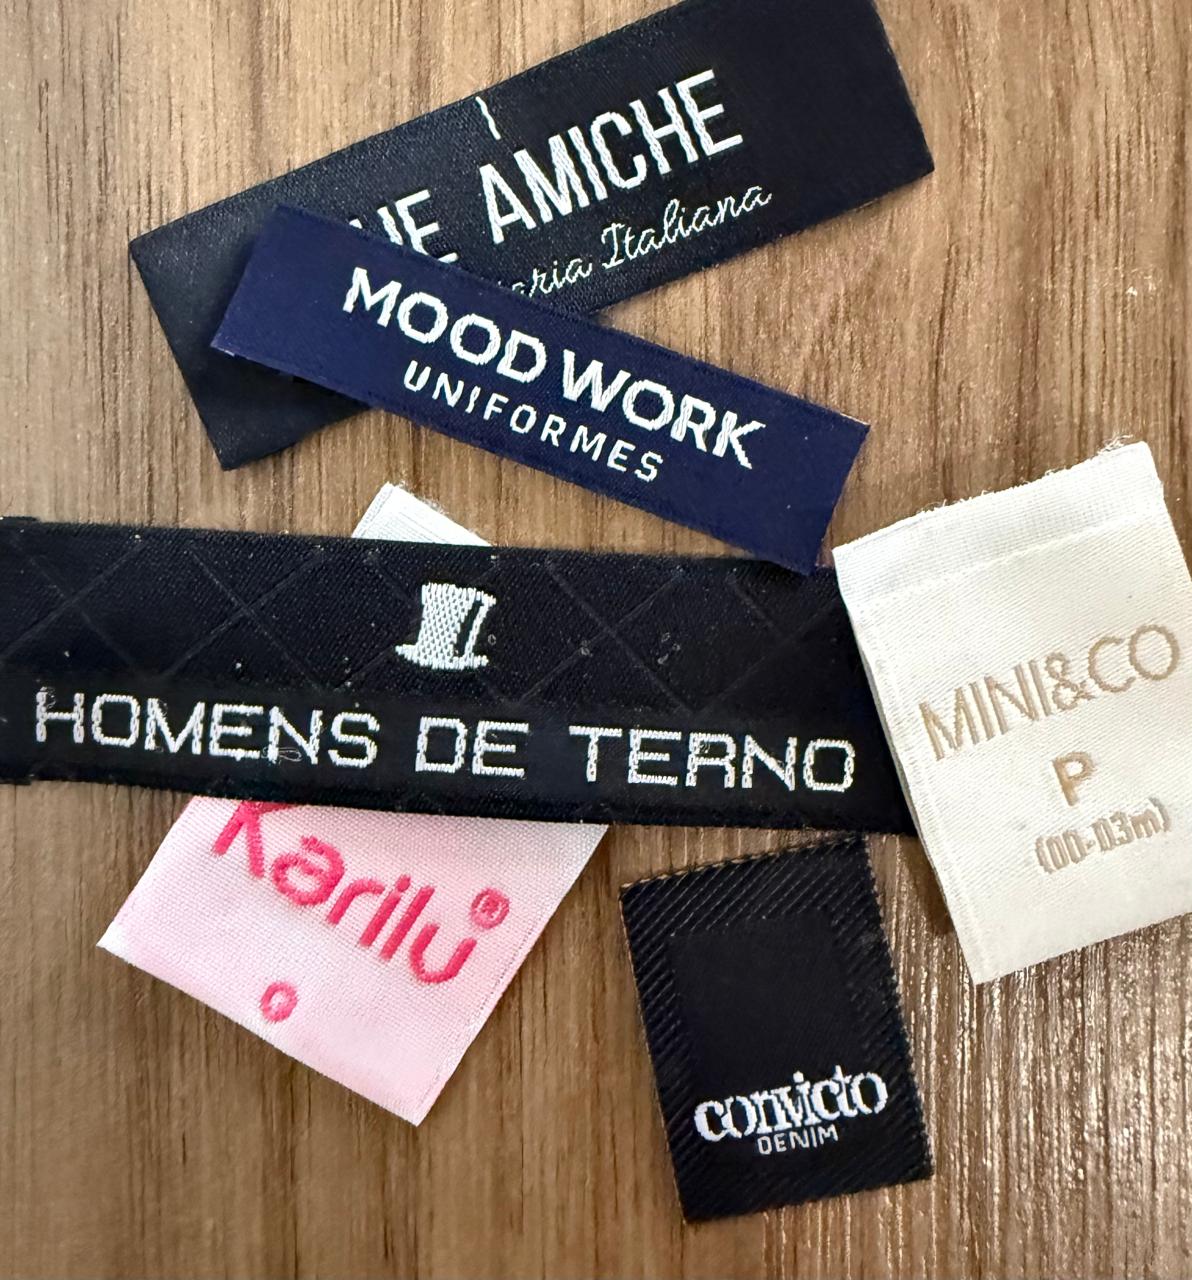 AMICHE
Italiana
MOOD WORK
UNIFORMES
HOMENS DE TERNO
MINI&CO
P
(00-03m)
Karilu®
convicto
DENIM